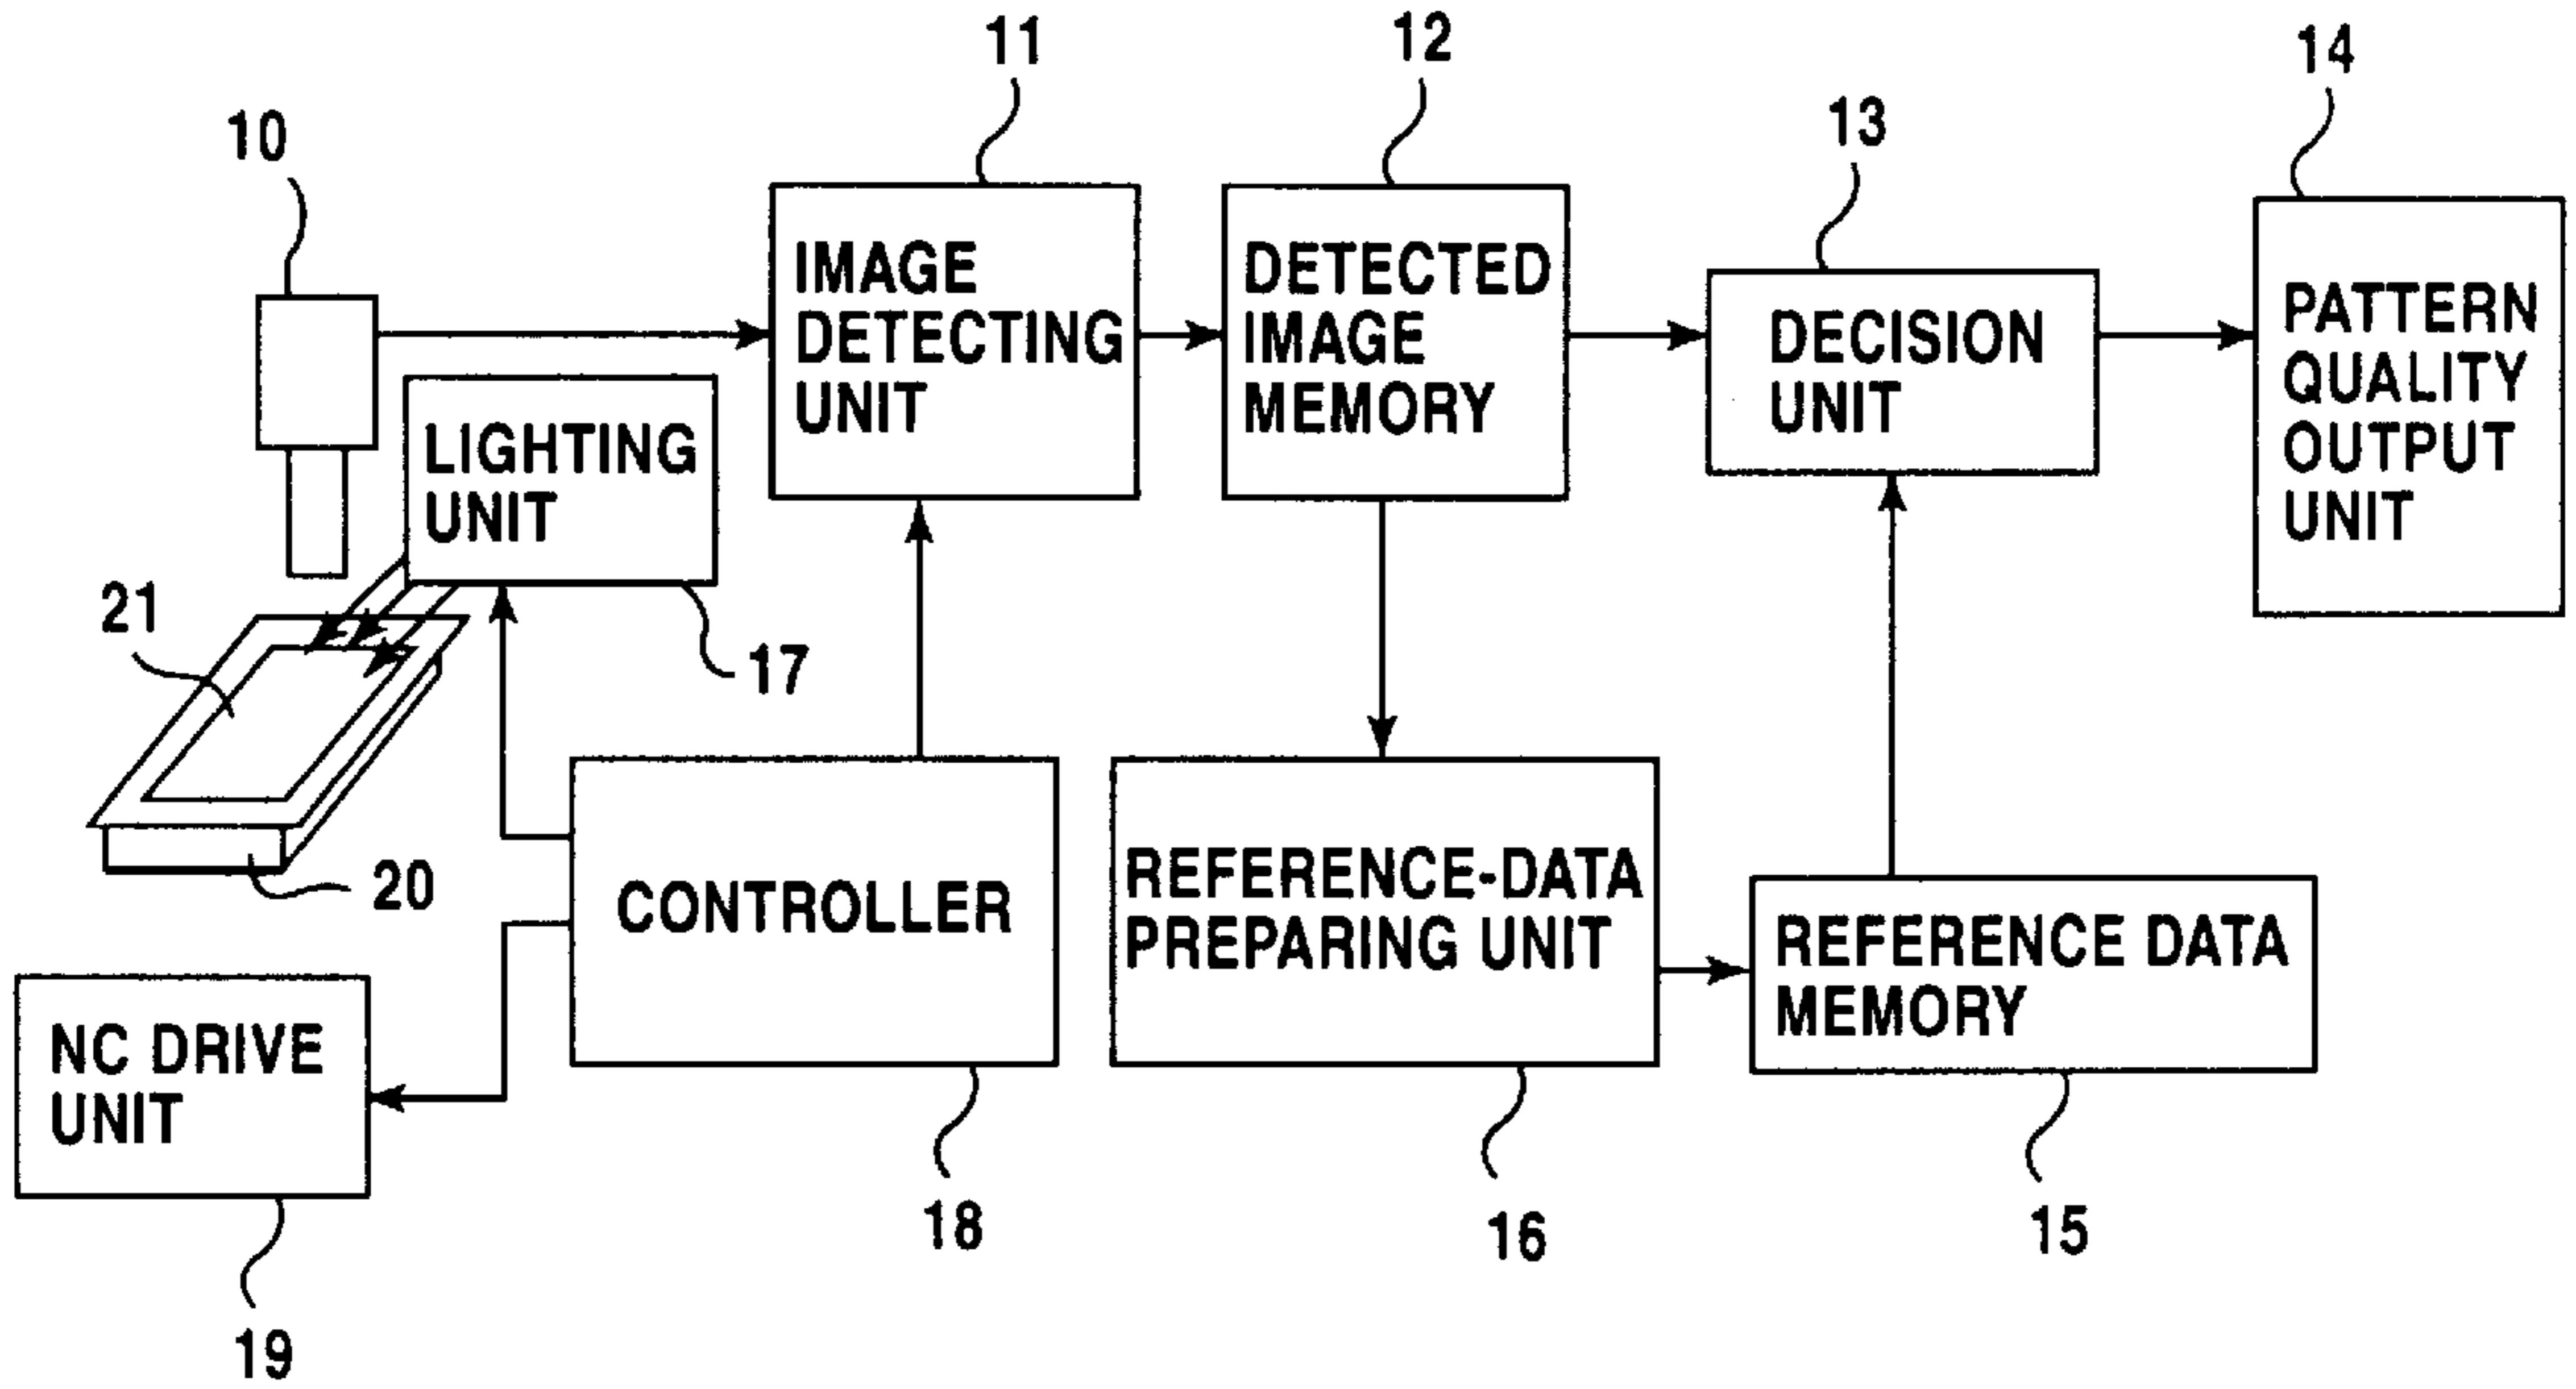 11
12
14
10
13
IMAGE
DETECTING
UNIT
DETECTED
IMAGE
MEMORY
DECISION
UNIT
PATTERN
QUALITY
OUTPUT
UNIT
LIGHTING
UNIT
21
17
20
CONTROLLER
REFERENCE-DATA
PREPARING UNIT
REFERENCE DATA
MEMORY
NC DRIVE
UNIT
18
16
15
19